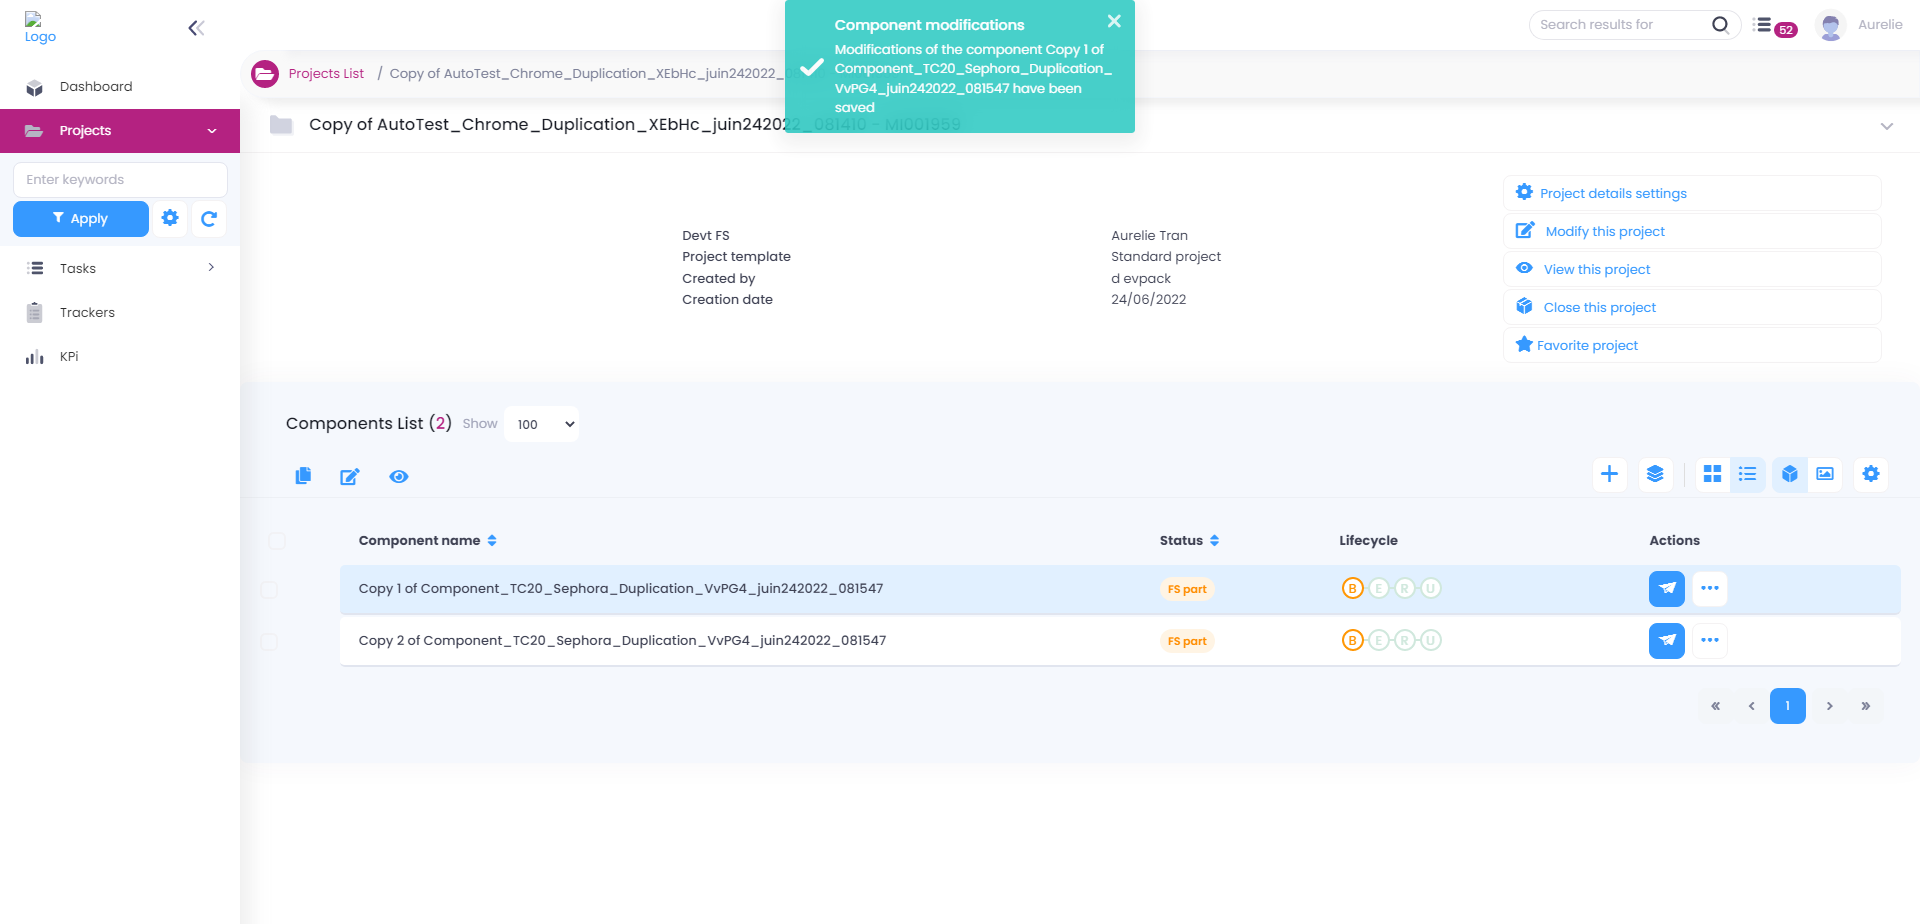 Logo
Dashboard
Projects
Enter keywords
Apply
Tasks
Trackers
KPi
Component modifications
Modifications of the component Copy 1 of
Component_TC20_Sephora_Duplication_
VvPG4_juin242022_081547 have been
saved
Search results for
52
Aurelie
Projects List / Copy of AutoTest_Chrome_Duplication_XEbHc_juin242022_
Copy of AutoTest_Chrome_Duplication_XEbHc_juin242022_081410 - MI001959
Devt FS Aurelie Tran
Project template Standard project
Created by d evpack
Creation date 24/06/2022
Project details settings
Modify this project
View this project
Close this project
Favorite project
Components List (2) Show 100
Component name Status Lifecycle Actions
Copy 1 of Component_TC20_Sephora_Duplication_VvPG4_juin242022_081547 FS part B E R U
Copy 2 of Component_TC20_Sephora_Duplication_VvPG4_juin242022_081547 FS part B E R U
« ‹ 1 › »